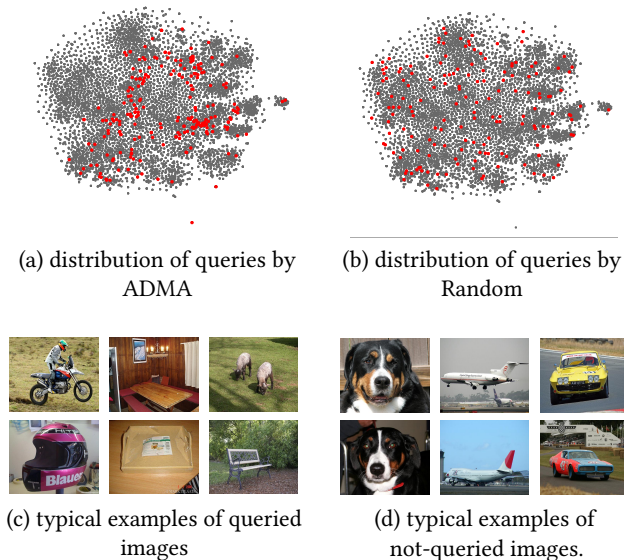 (a) distribution of queries by
ADMA
(b) distribution of queries by
Random
Blauer
(c) typical examples of queried
images
(d) typical examples of
not-queried images.